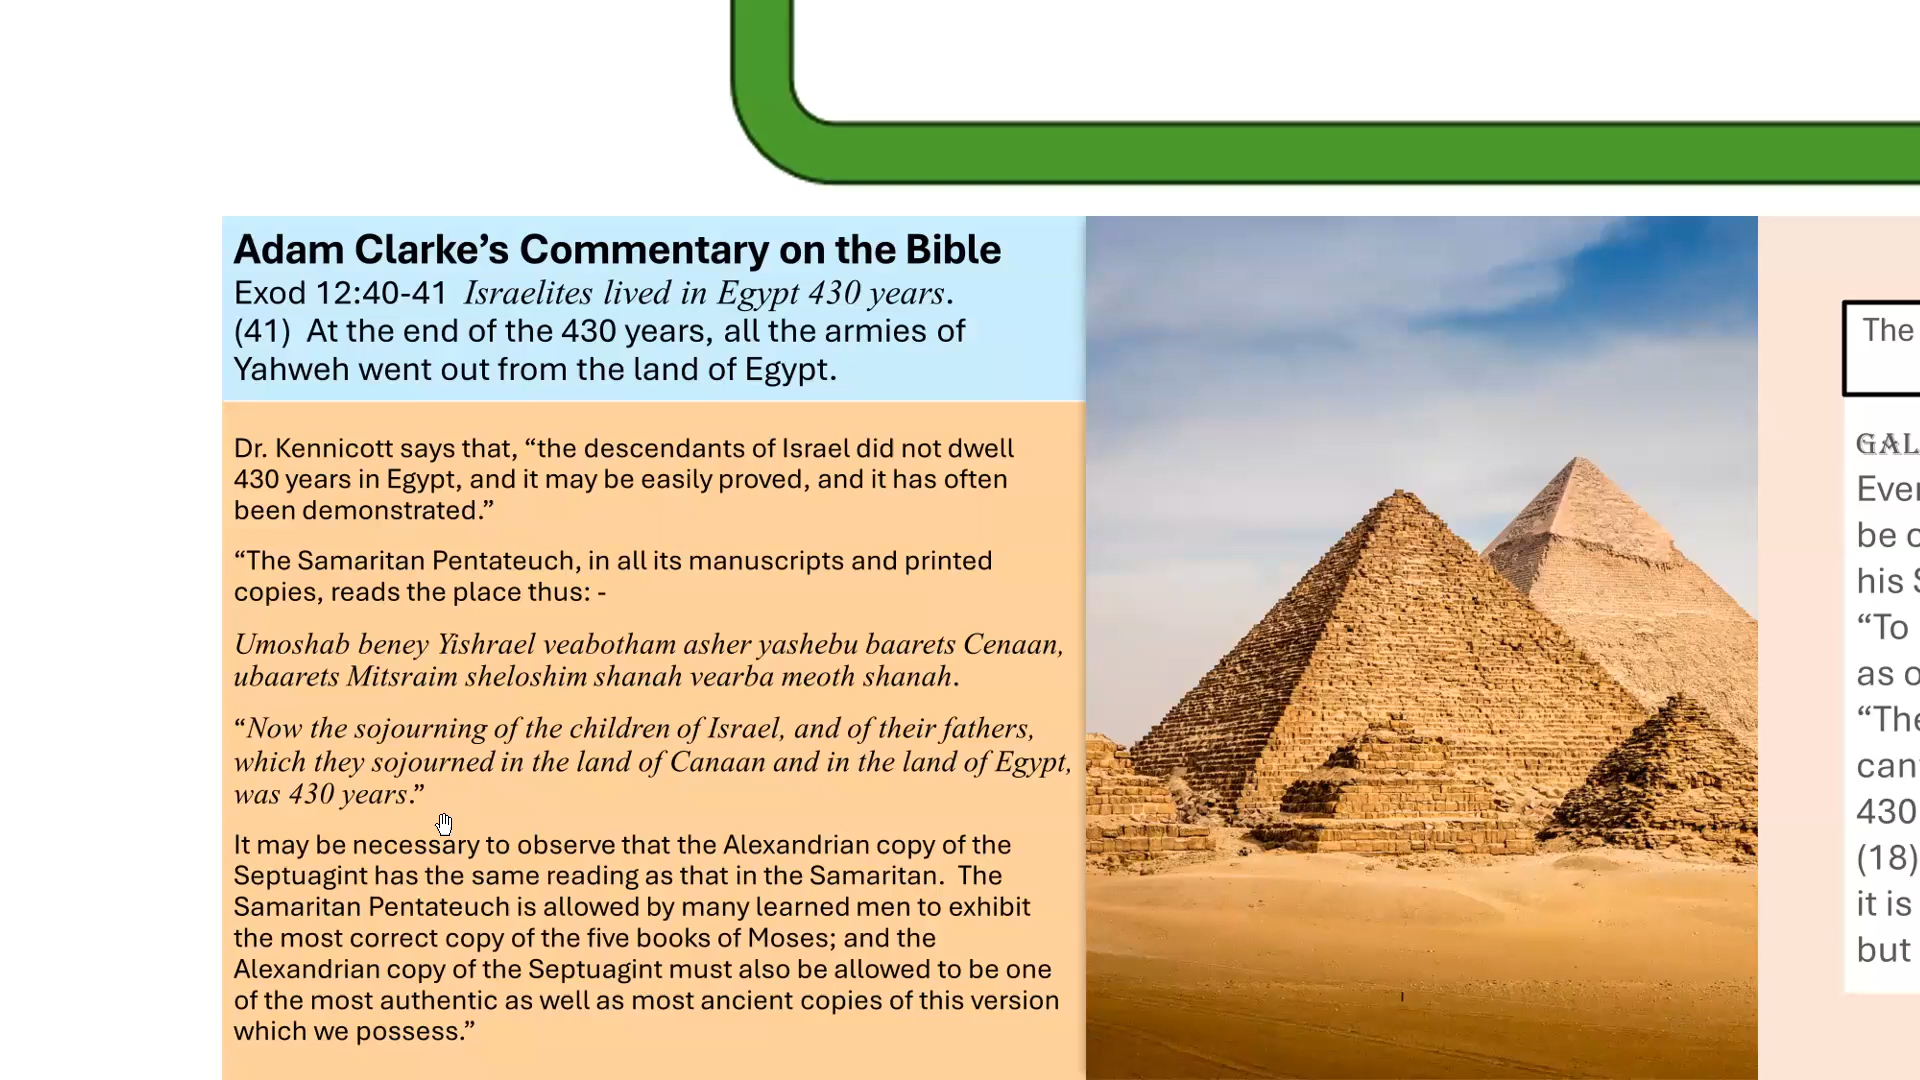 Adam Clarke’s Commentary on the Bible
Exod 12:40-41 Israelites lived in Egypt 430 years.
(41) At the end of the 430 years, all the armies of
Yahweh went out from the land of Egypt.
Dr. Kennicott says that, “the descendants of Israel did not dwell
430 years in Egypt, and it may be easily proved, and it has often
been demonstrated.”
“The Samaritan Pentateuch, in all its manuscripts and printed
copies, reads the place thus: -
Umoshab beney Yishrael veabotham asher yashebu baarets Cenaan,
ubaarets Mitsraim sheloshim shanah vearba meoth shanah.
“Now the sojourning of the children of Israel, and of their fathers,
which they sojourned in the land of Canaan and in the land of Egypt,
was 430 years.”
It may be necessary to observe that the Alexandrian copy of the
Septuagint has the same reading as that in the Samaritan. The
Samaritan Pentateuch is allowed by many learned men to exhibit
the most correct copy of the five books of Moses; and the
Alexandrian copy of the Septuagint must also be allowed to be one
of the most authentic as well as most ancient copies of this version
which we possess.”
The
be
his
“To
as
430
(18)
it is
but